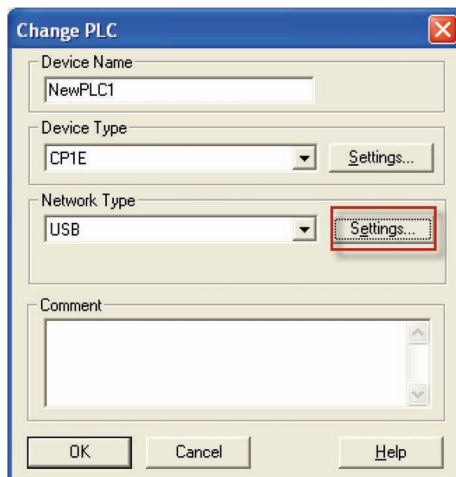 Change PLC
Device Name
NewPLC1
Device Type
CP1E
Settings...
Network Type
USB
Settings...
Comment
OK Cancel Help